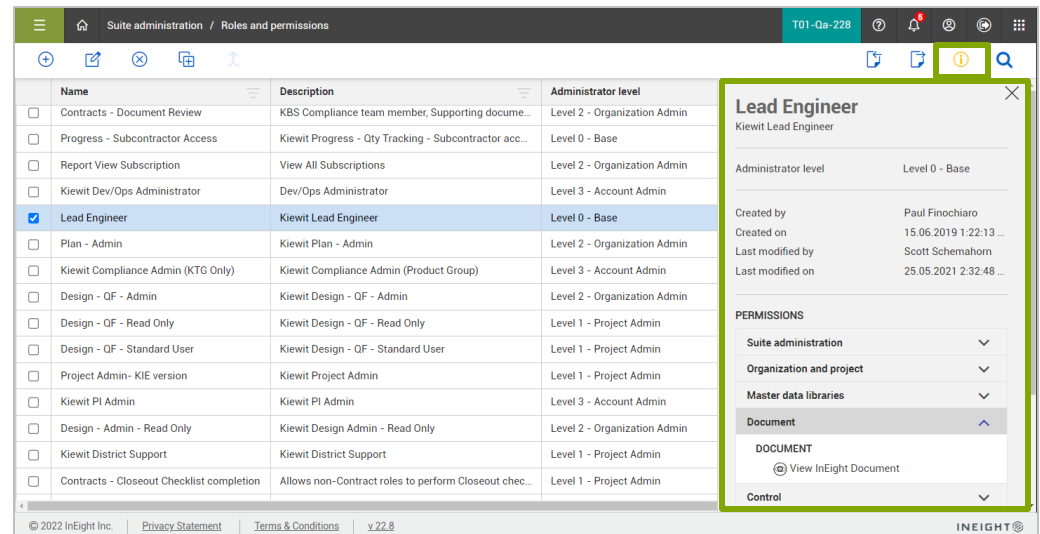 Suite administration / Roles and permissions
T01-Qa-228
6
Name Description Administrator level
Contracts - Document Review KBS Compliance team member, Supporting docume... Level 2 - Organization Admin
Progress - Subcontractor Access Kiewit Progress - Qty Tracking - Subcontractor acc... Level 0 - Base
Report View Subscription View All Subscriptions Level 2 - Organization Admin
Kiewit Dev/Ops Administrator Dev/Ops Administrator Level 3 - Account Admin
Lead Engineer Kiewit Lead Engineer Level 0 - Base
Plan - Admin Kiewit Plan - Admin Level 2 - Organization Admin
Kiewit Compliance Admin (KTG Only) Kiewit Compliance Admin (Product Group) Level 3 - Account Admin
Design - QF - Admin Kiewit Design - QF - Admin Level 2 - Organization Admin
Design - QF - Read Only Kiewit Design - QF - Read Only Level 1 - Project Admin
Design - QF - Standard User Kiewit Design - QF - Standard User Level 1 - Project Admin
Project Admin- KIE version Kiewit Project Admin Level 1 - Project Admin
Kiewit PI Admin Kiewit PI Admin Level 3 - Account Admin
Design - Admin - Read Only Kiewit Design Admin - Read Only Level 2 - Organization Admin
Kiewit District Support Kiewit District Support Level 1 - Project Admin
Contracts - Closeout Checklist completion Allows non-Contract roles to perform Closeout chec... Level 1 - Project Admin
Lead Engineer
Kiewit Lead Engineer
Administrator level Level 0 - Base
Created by Paul Finochiaro
Created on 15.06.2019 1:22:13 ...
Last modified by Scott Schemahorn
Last modified on 25.05.2021 2:32:48 ...
PERMISSIONS
Suite administration
Organization and project
Master data libraries
Document
DOCUMENT
View InEight Document
Control
© 2022 InEight Inc. Privacy Statement Terms & Conditions v 22.8
INEIGHT